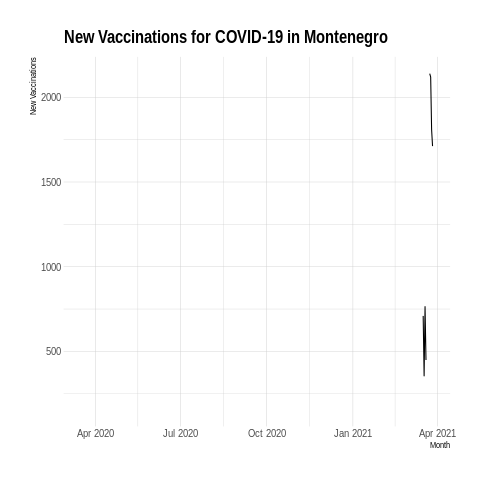 New Vaccinations for COVID-19 in Montenegro
New Vaccinations
2000
1500
1000
500
Apr 2020 Jul 2020 Oct 2020 Jan 2021 Apr 2021
Month